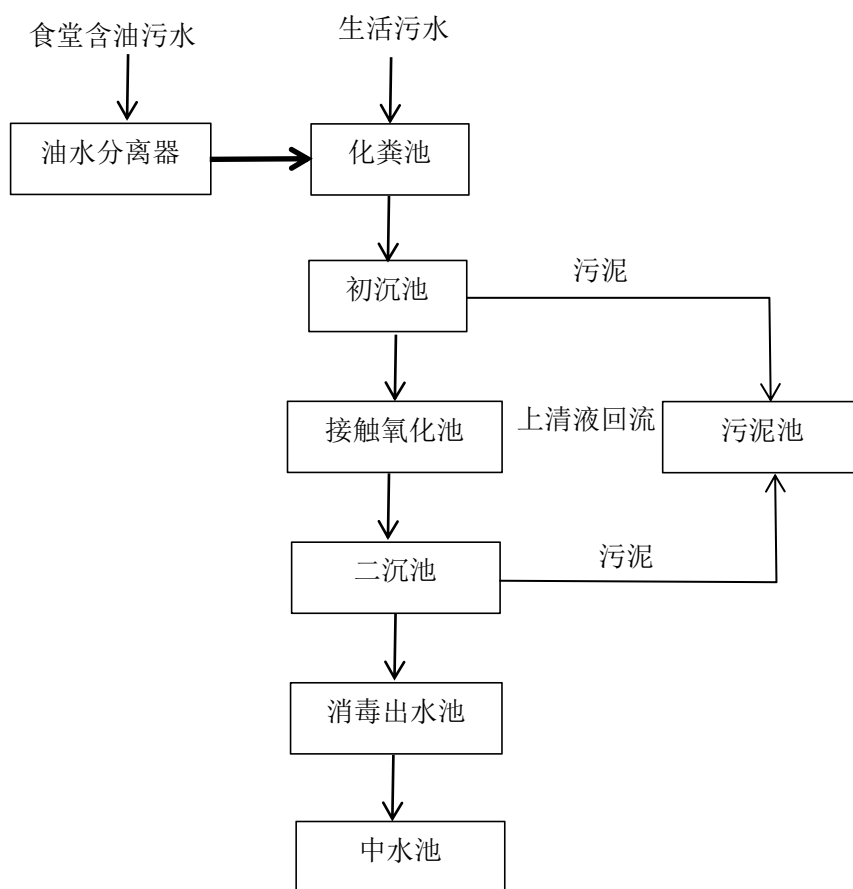 食堂含油污水
生活污水
油水分离器
化粪池
初沉池
污泥
接触氧化池
上清液回流
污泥池
二沉池
污泥
消毒出水池
中水池